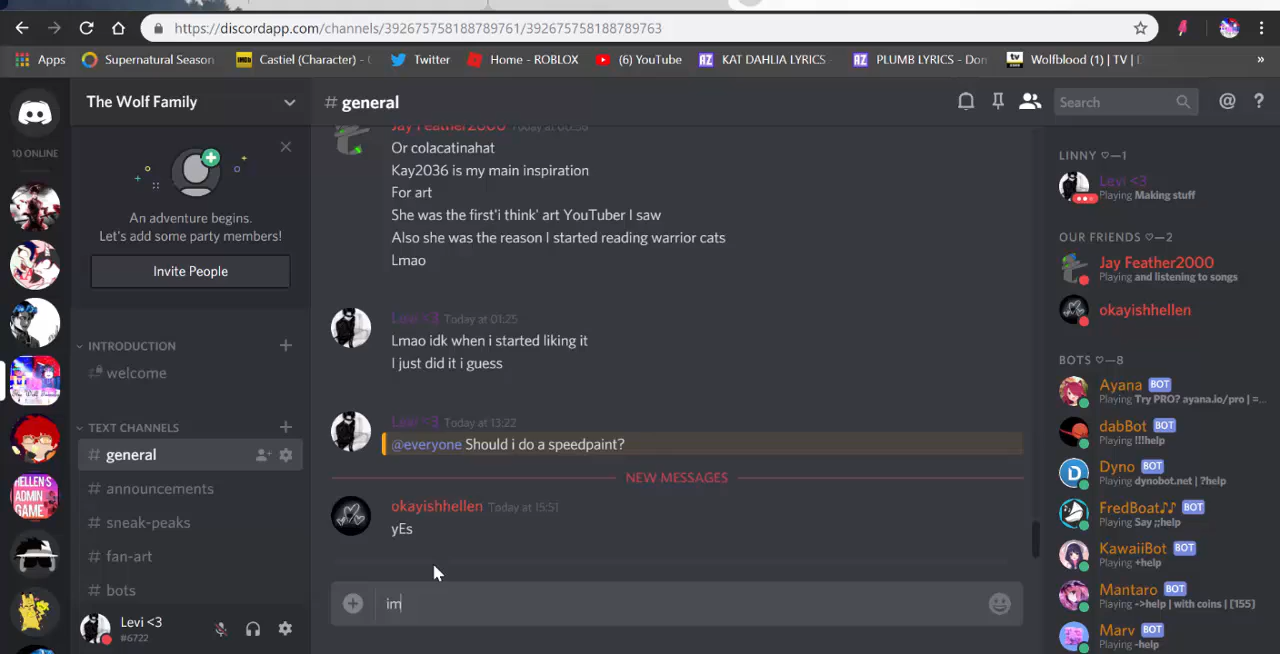 https://discordapp.com/channels/392675758188789761/392675758188789763
Apps
Supernatural Season
Castiel (Character) - (
Twitter
Home - ROBLOX
(6) YouTube
KAT DAHLIA LYRICS
PLUMB LYRICS - Don
Wolfblood (1) | TV |
»
The Wolf Family
# general
Search
@
?
10 ONLINE
An adventure begins.
Let's add some party members!
Invite People
INTRODUCTION
# welcome
TEXT CHANNELS
# general
# announcements
# sneak-peaks
# fan-art
# bots
HELLEN'S
ADMIN
GAME
Levi <3
#6722
Jay Feather2000 Today at
Or colacatinahat
Kay2036 is my main inspiration
For art
She was the first'i think' art YouTuber I saw
Also she was the reason I started reading warrior cats
Lmao
Levi <3 Today at 01:25
Lmao idk when i started liking it
I just did it i guess
Levi <3 Today at 13:22
@everyone Should i do a speedpaint?
NEW MESSAGES
okayishhellen Today at 15:51
yEs
im
LINNY ♡—1
Levi <3
Playing Making stuff
OUR FRIENDS ♡—2
Jay Feather2000
Playing and listening to songs
okayishhellen
BOTS ♡—8
Ayana BOT
Playing Try PRO? ayana.io/pro | =...
dabBot BOT
Playing !!!help
Dyno BOT
Playing dynobot.net | ?help
FredBoat♪♪ BOT
Playing Say ;;help
KawaiiBot BOT
Playing +help
Mantaro BOT
Playing ->help | with coins | [155)
Marv BOT
Playing -help